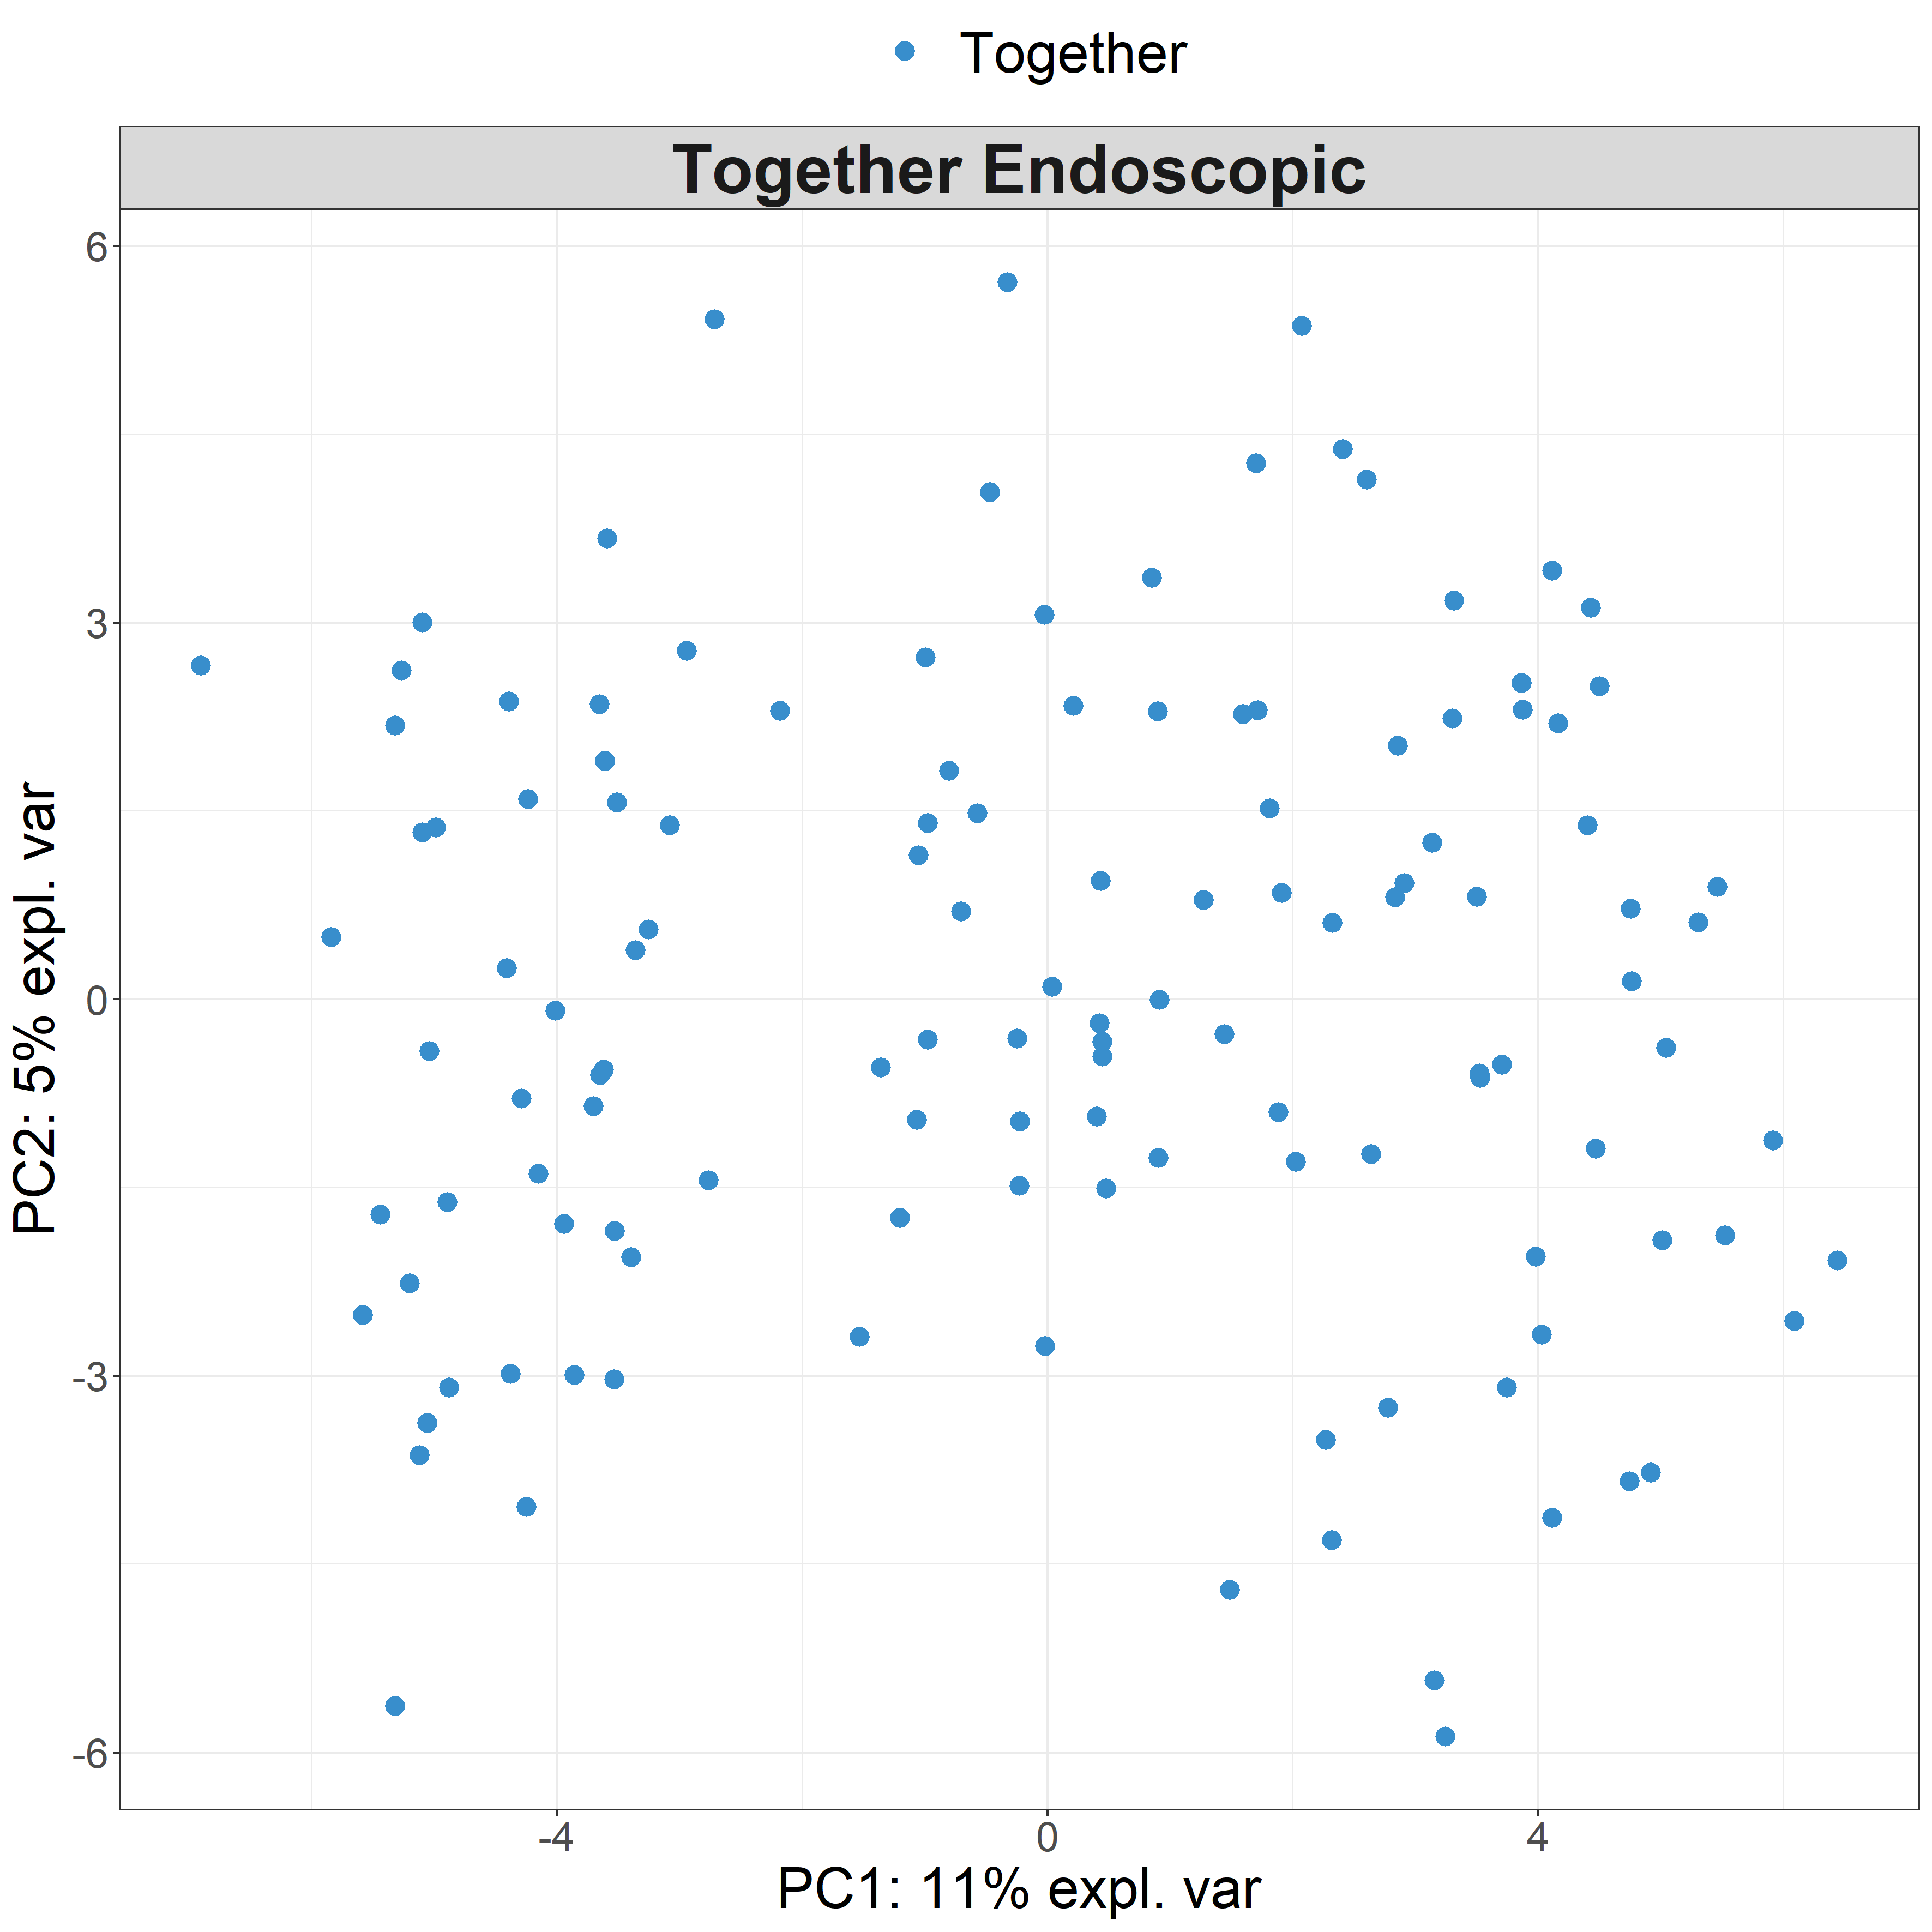 Together
Together Endoscopic
6
3
0
-3
-6
PC2: 5% expl. var
-4 0 4
PC1: 11% expl. var